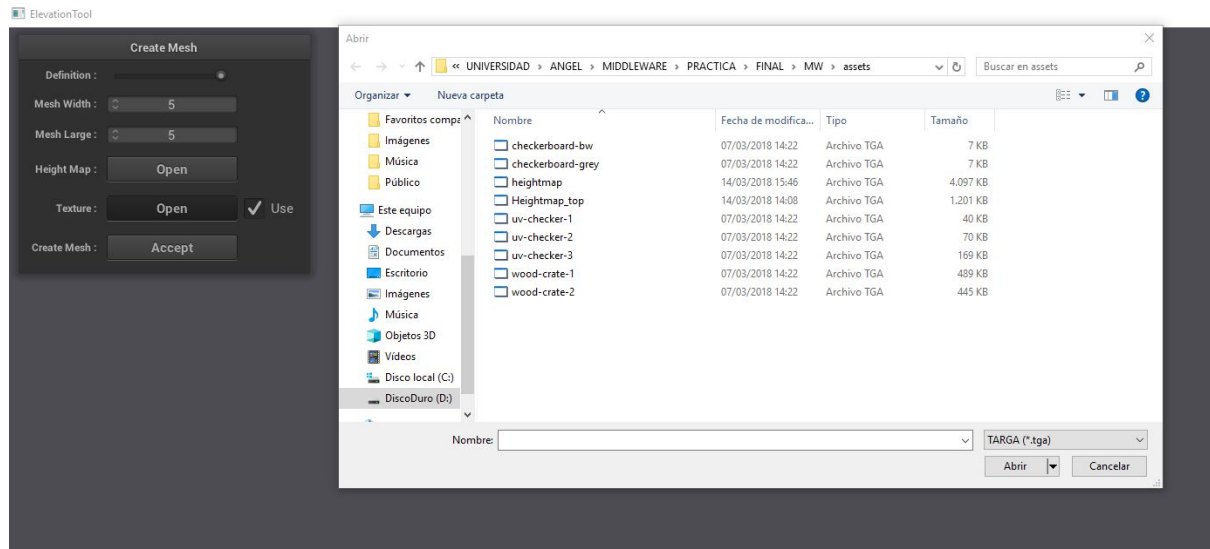 ElevationTool
Create Mesh
Definition :
Mesh Width : 5
Mesh Large : 5
Height Map : Open
Texture : Open Use
Create Mesh : Accept
Abrir
« UNIVERSIDAD > ANGEL > MIDDLEWARE > PRACTICA > FINAL > MW > assets
Buscar en assets
Organizar Nueva carpeta
Favoritos compa
Imágenes
Música
Público
Este equipo
Descargas
Documentos
Escritorio
Imágenes
Música
Objetos 3D
Vídeos
Disco local (C:)
DiscoDuro (D:)
Nombre Fecha de modifica... Tipo Tamaño
checkerboard-bw 07/03/2018 14:22 Archivo TGA 7 KB
checkerboard-grey 07/03/2018 14:22 Archivo TGA 7 KB
heightmap 14/03/2018 15:46 Archivo TGA 4.097 KB
Heightmap_top 14/03/2018 14:08 Archivo TGA 1.201 KB
uv-checker-1 07/03/2018 14:22 Archivo TGA 40 KB
uv-checker-2 07/03/2018 14:22 Archivo TGA 70 KB
uv-checker-3 07/03/2018 14:22 Archivo TGA 169 KB
wood-crate-1 07/03/2018 14:22 Archivo TGA 489 KB
wood-crate-2 07/03/2018 14:22 Archivo TGA 445 KB
Nombre: TARGA (*.tga)
Abrir Cancelar